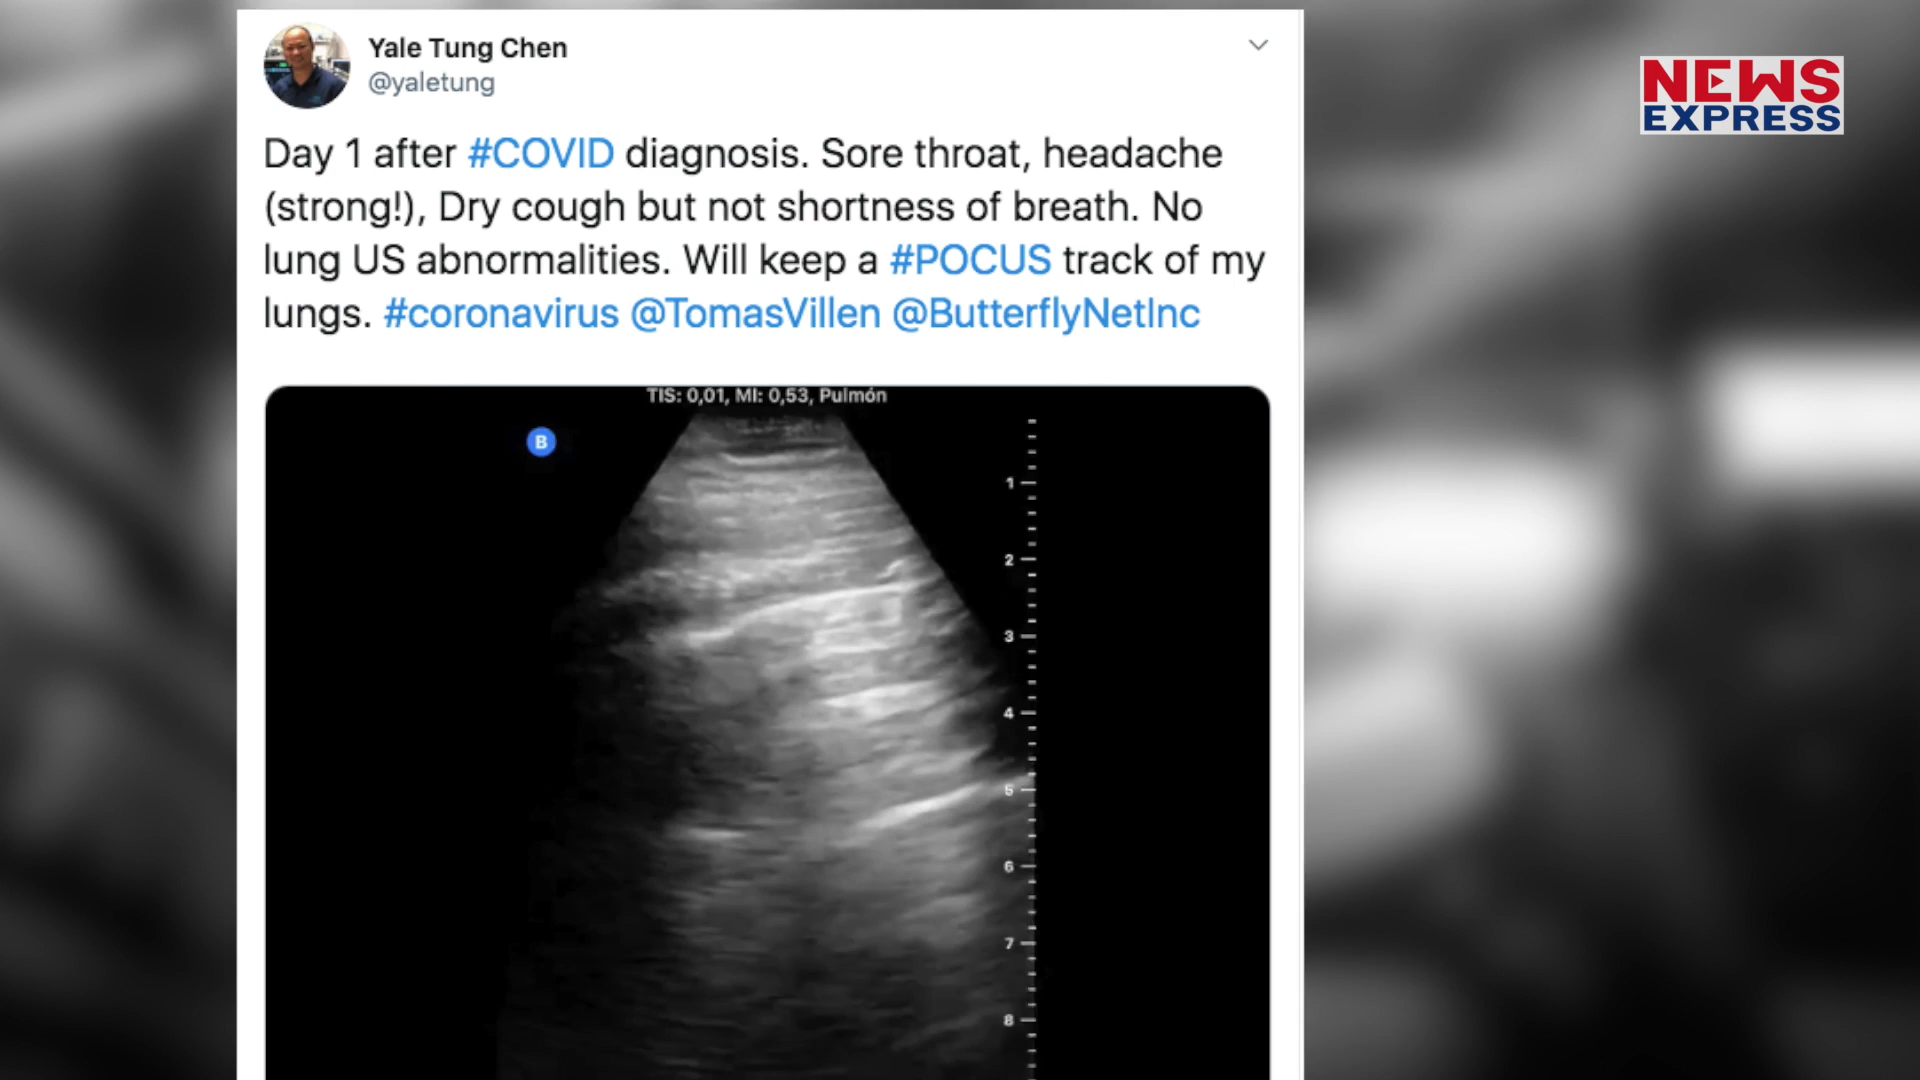 Yale Tung Chen
@yaletung
NEWS
EXPRESS
Day 1 after #COVID diagnosis. Sore throat, headache
(strong!), Dry cough but not shortness of breath. No
lung US abnormalities. Will keep a #POCUS track of my
lungs. #coronavirus @TomasVillen @ButterflyNetInc
TIS: 0,01, MI: 0,53, Pulmón
B
1
2
3
4
5
6
7
8